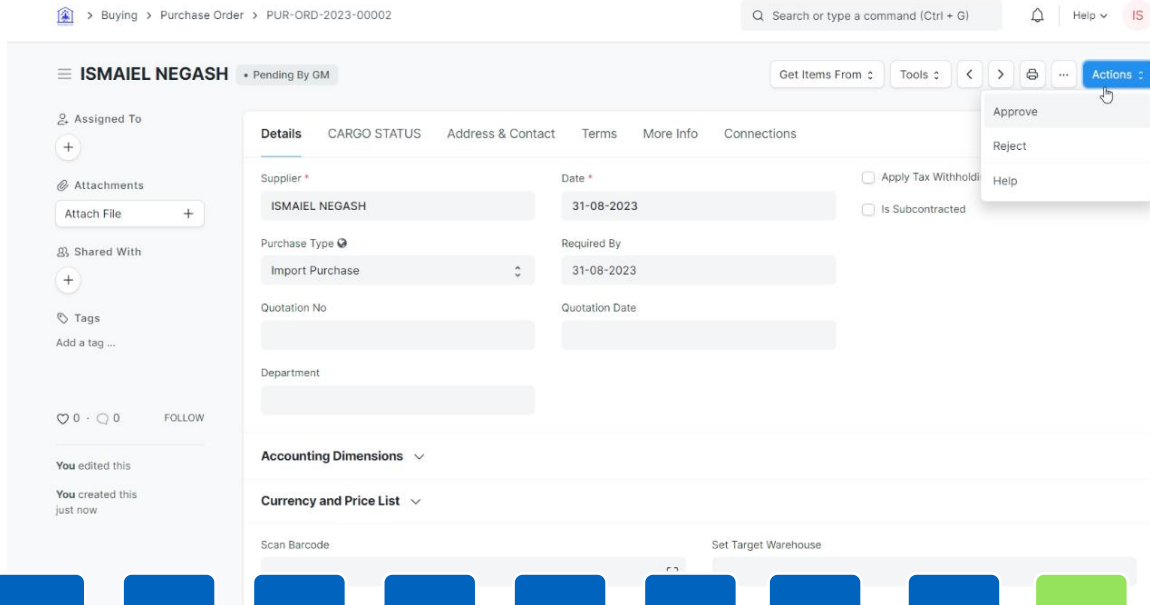 Buying > Purchase Order > PUR-ORD-2023-00002
Search or type a command (Ctrl + G)
Help
IS
ISMAIEL NEGASH
• Pending By GM
Get Items From
Tools
...
Actions
Approve
Reject
Help
Assigned To
+
Attachments
Attach File +
Shared With
+
Tags
Add a tag ...
0 · 0 FOLLOW
You edited this
You created this
just now
Details CARGO STATUS Address & Contact Terms More Info Connections
Supplier *
ISMAIEL NEGASH
Date *
31-08-2023
Apply Tax Withholdi
Is Subcontracted
Purchase Type
Import Purchase
Required By
31-08-2023
Quotation No
Quotation Date
Department
Accounting Dimensions
Currency and Price List
Scan Barcode
Set Target Warehouse